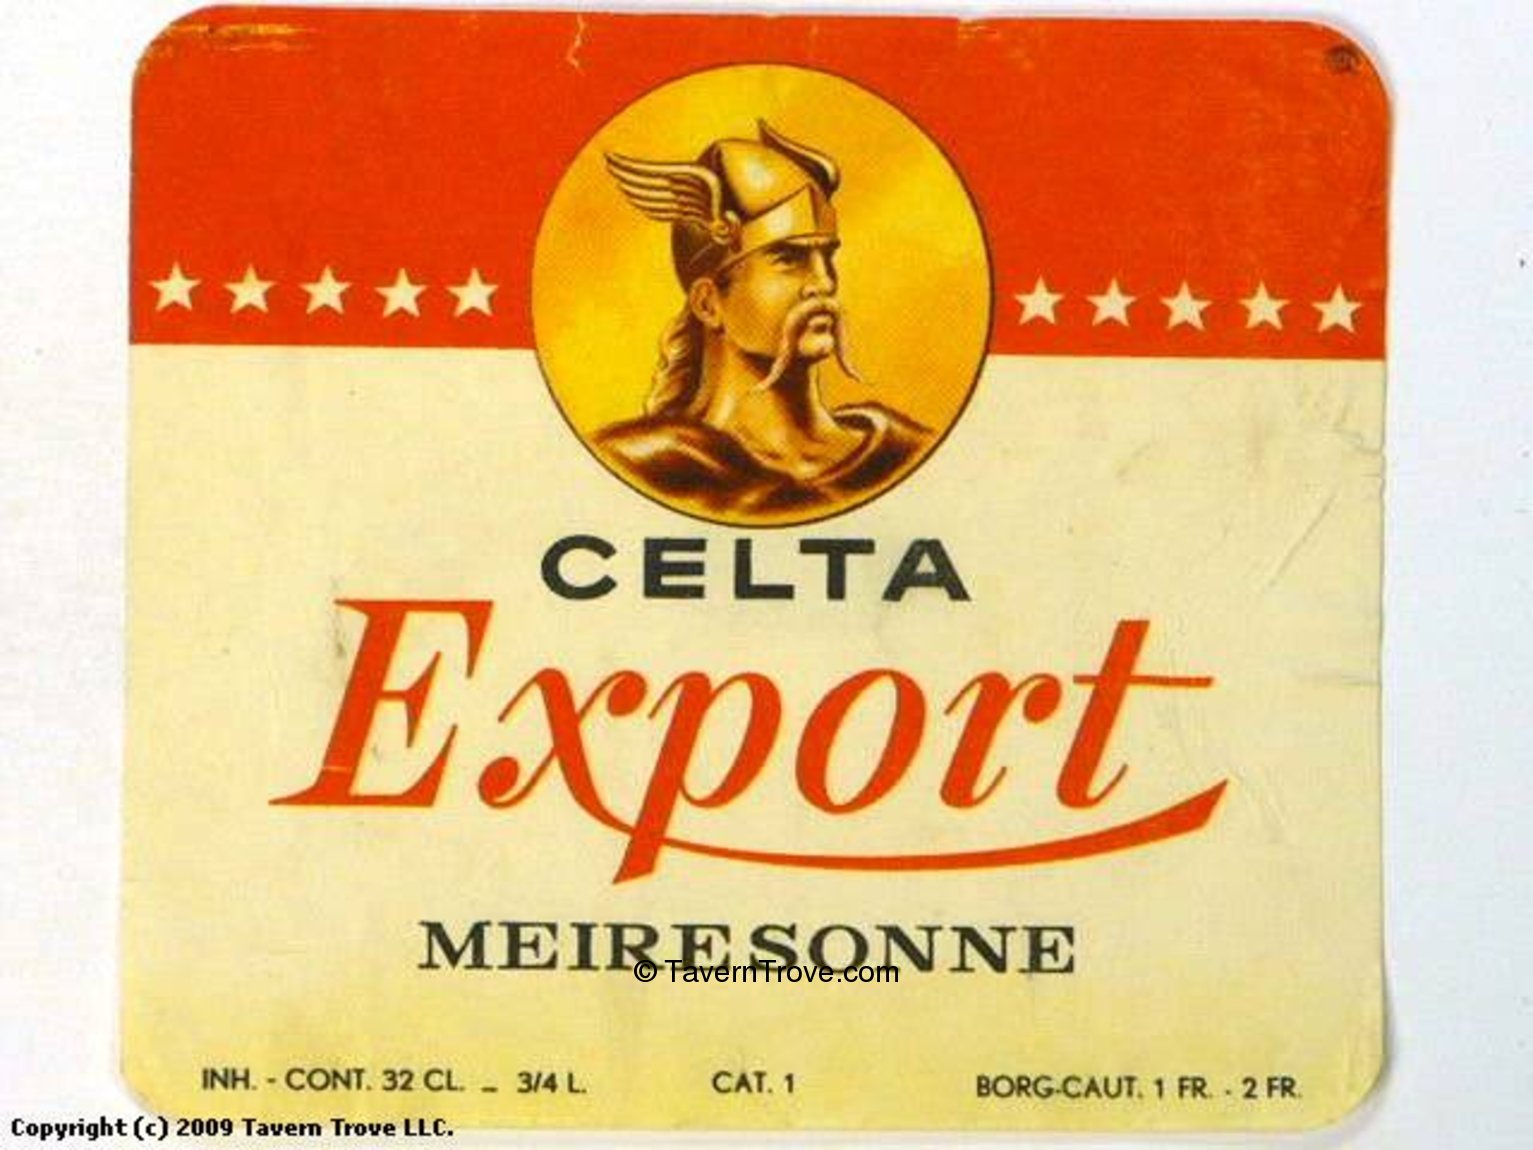 CELTA
Export
MEIRESONNE
© TavernTrove.com
INH. - CONT. 32 CL. - 3/4 L. CAT. 1 BORG-CAUT. 1 FR. - 2 FR.
Copyright (c) 2009 Tavern Trove LLC.